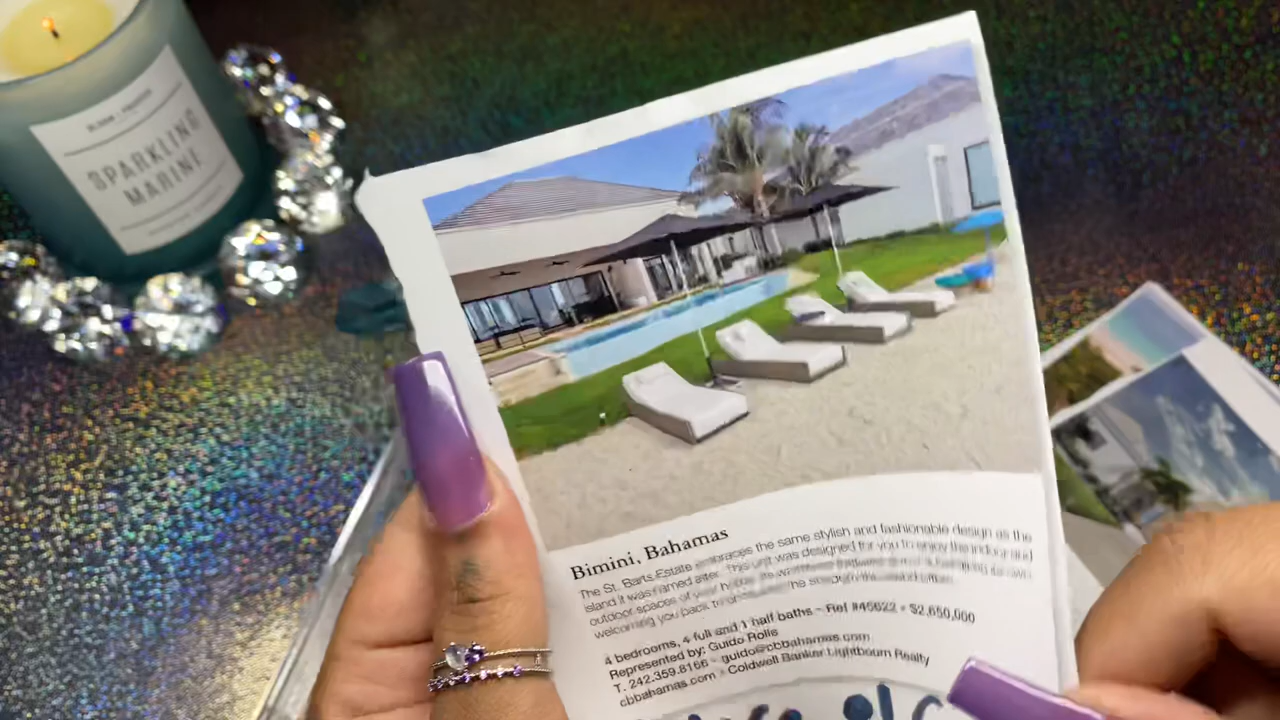 SPARKLING
MARINE
Bimini, Bahamas
The St. Barts Estate embraces the same stylish and fashionable design as the
island it was named after. This unit was designed for you to enjoy the indoor and
outdoor spaces of your home
welcoming you back to
4 bedrooms, 4 full and 1 half baths - Ref #46622 - $2,650,000
Represented by: Guido Rolle
T. 242.359.8166 - guido@cbbahamas.com
cbbahamas.com - Coldwell Banker Lightbourn Realty